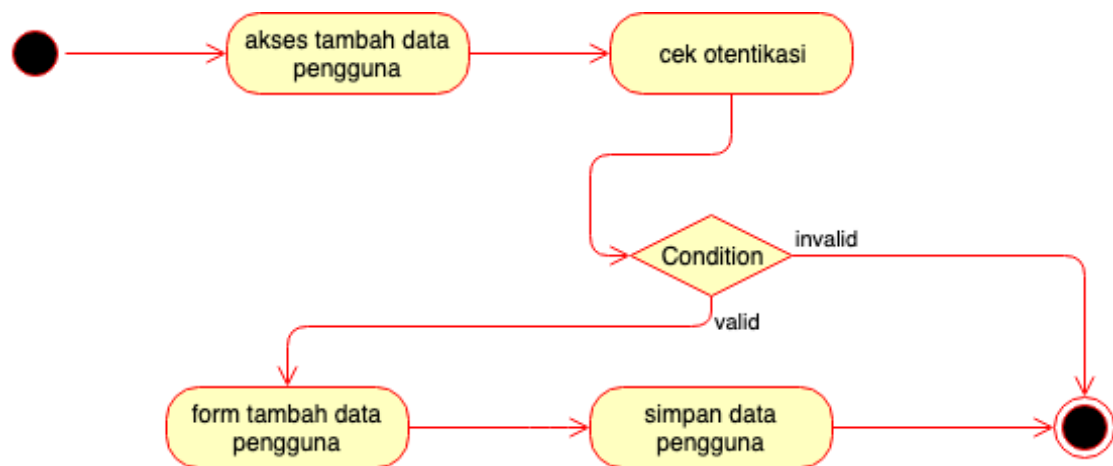 akses tambah data
pengguna
cek otentikasi
Condition
invalid
valid
form tambah data
pengguna
simpan data
pengguna